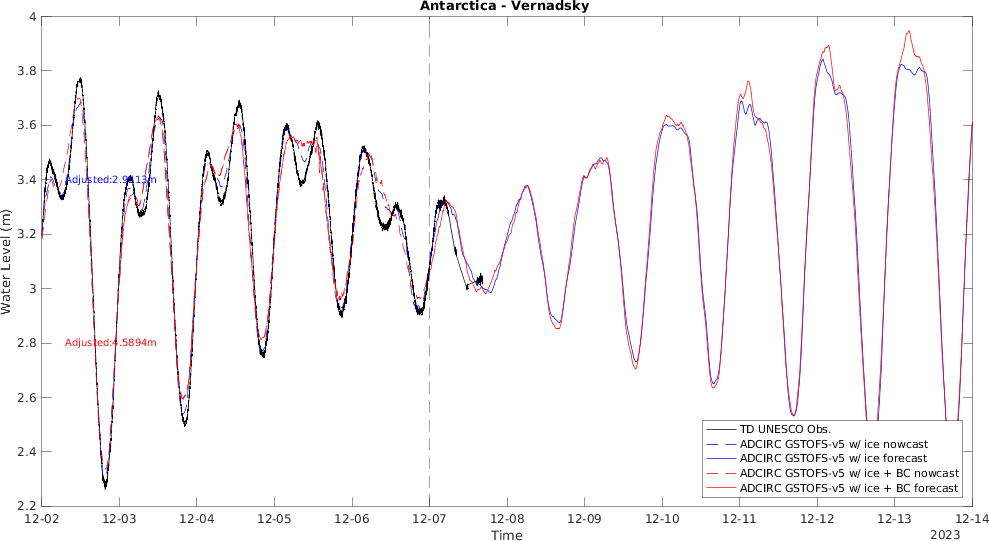 Antarctica - Vernadsky
Water Level (m)
4
3.8
3.6
3.4
3.2
3
2.8
2.6
2.4
2.2
Adjusted:4.5894m
TD UNESCO Obs.
ADCIRC GSTOFS-v5 w/ ice nowcast
ADCIRC GSTOFS-v5 w/ ice forecast
ADCIRC GSTOFS-v5 w/ ice + BC nowcast
ADCIRC GSTOFS-v5 w/ ice + BC forecast
12-02 12-03 12-04 12-05 12-06 12-07 12-08 12-09 12-10 12-11 12-12 12-13 12-14
Time
2023